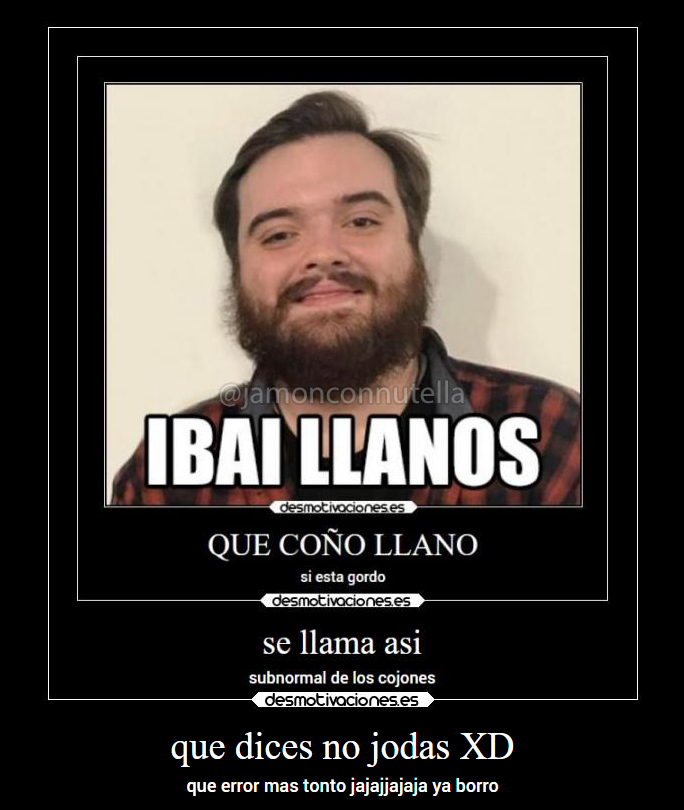 @jamonconnutella
IBAI LLANOS
desmotivaciones.es
QUE COÑO LLANO
si esta gordo
desmotivaciones.es
se llama asi
subnormal de los cojones
desmotivaciones.es
que dices no jodas XD
que error mas tonto jajajjajaja ya borro